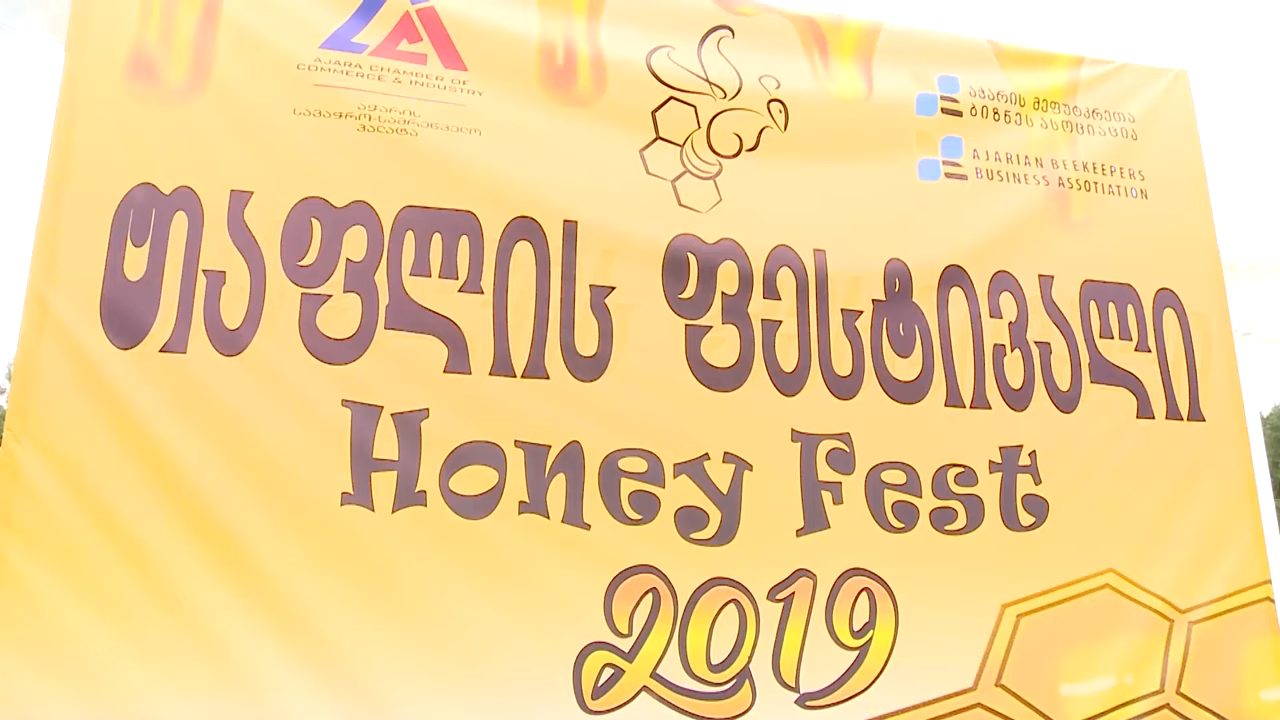 AJARA CHAMBER OF
COMMERCE & INDUSTRY
აჭარის
სავაჭრო-სამრეწველო
პალატა
აჭარის მეფუტკრეთა
ბიზნეს ასოციაცია
AJARIAN BEEKEEPERS
BUSINESS ASSOTIATION
თაფლის ფესტივალი
Honey Fest
2019